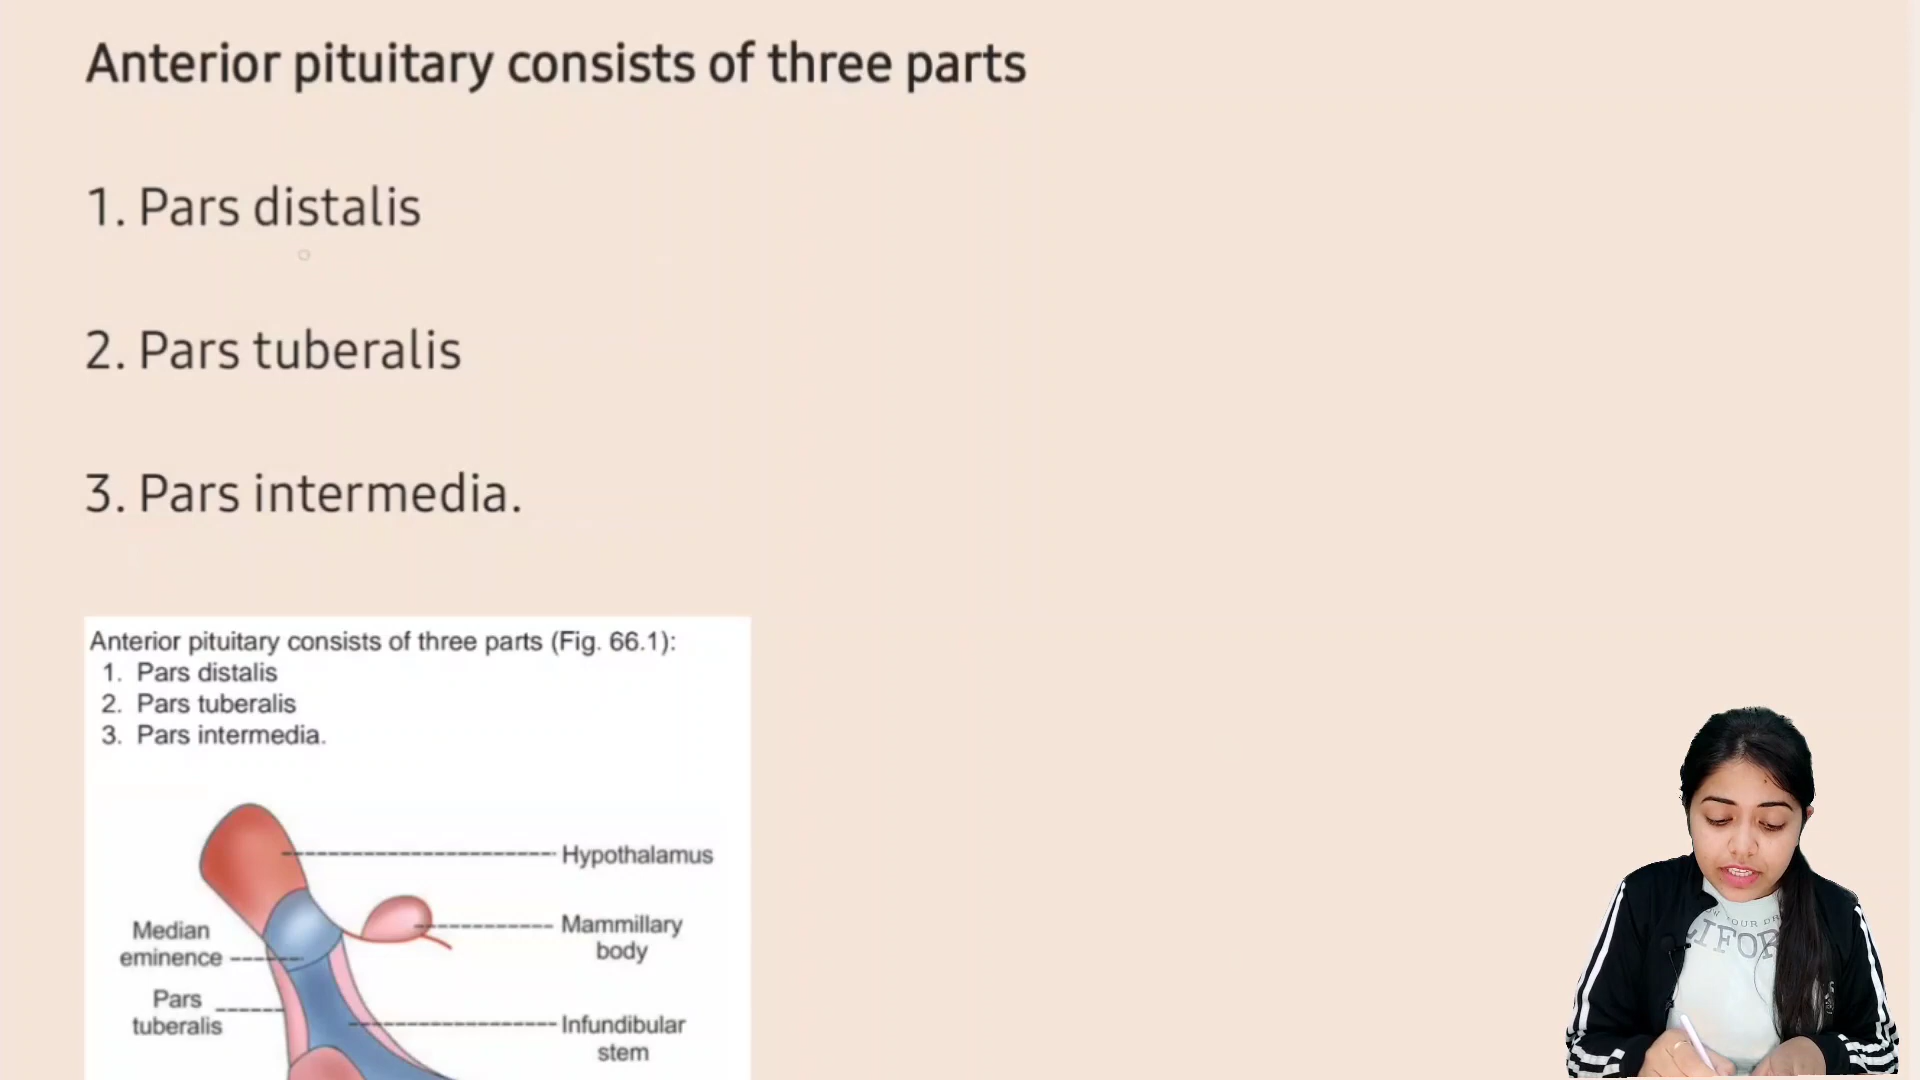 Anterior pituitary consists of three parts
1. Pars distalis
2. Pars tuberalis
3. Pars intermedia.
Anterior pituitary consists of three parts (Fig. 66.1):
1. Pars distalis
2. Pars tuberalis
3. Pars intermedia.
Hypothalamus
Median
eminence
Mammillary
body
Pars
tuberalis
Infundibular
stem